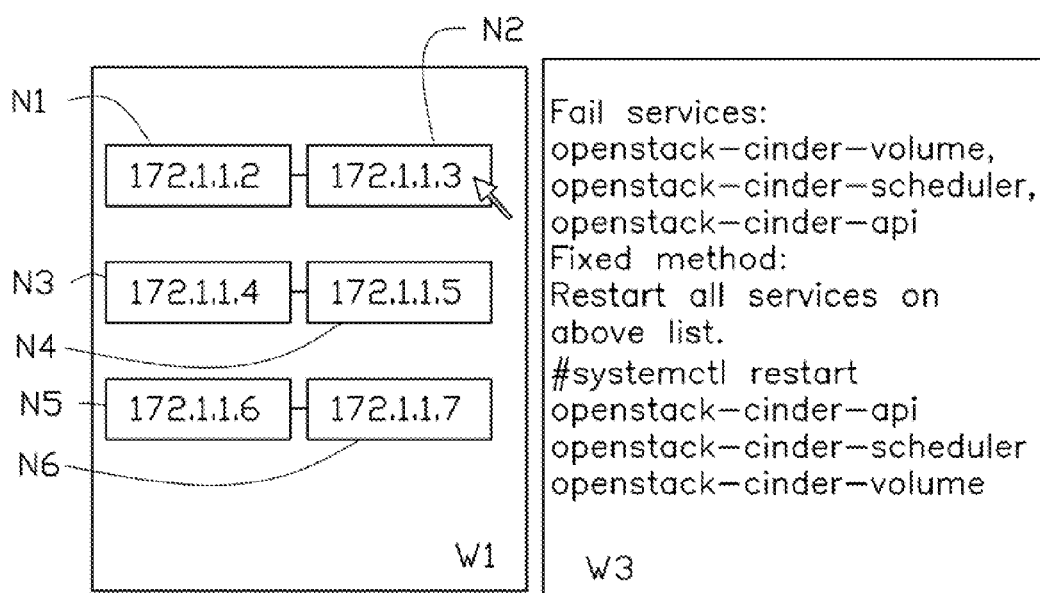 N2
N1
172.1.1.2
172.1.1.3
N3
172.1.1.4
172.1.1.5
N4
N5
172.1.1.6
172.1.1.7
N6
W1
Fail services:
openstack-cinder-volume,
openstack-cinder-scheduler,
openstack-cinder-api
Fixed method:
Restart all services on
above list.
#systemctl restart
openstack-cinder-api
openstack-cinder-scheduler
openstack-cinder-volume
W3